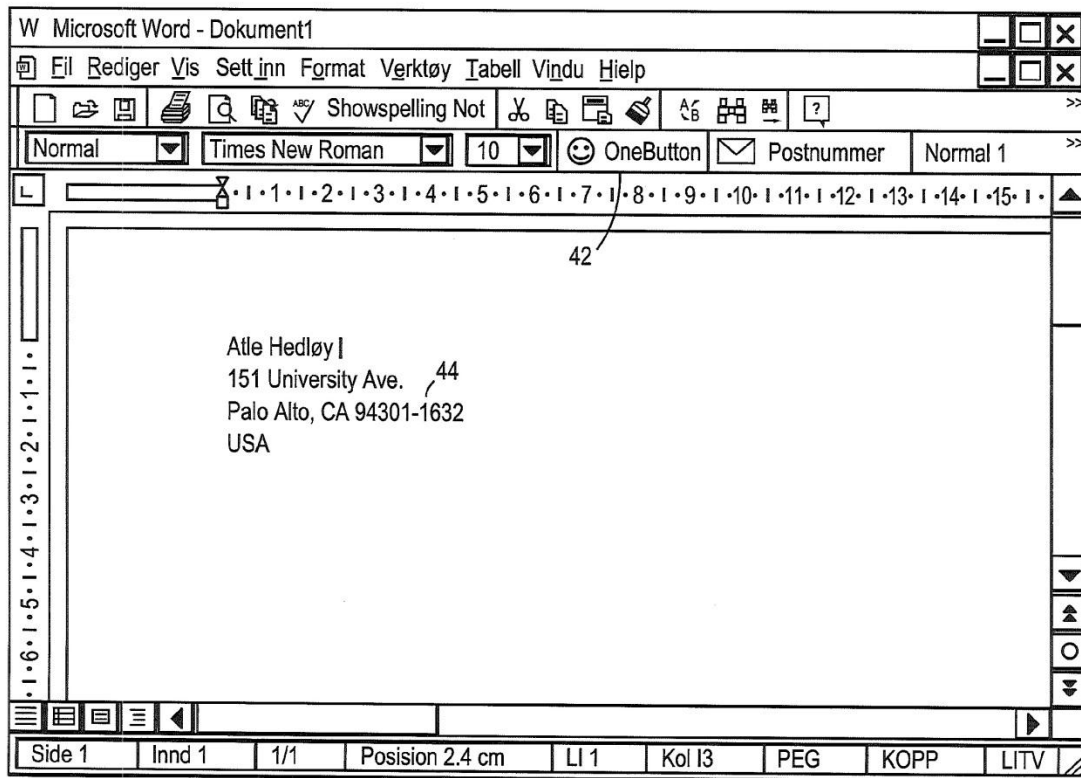 W Microsoft Word - Dokument1
Fil Rediger Vis Sett inn Format Verktøy Tabell Vindu Hielp
ABC Showspelling Not A B ? >>
Normal Times New Roman 10 OneButton Postnummer Normal 1 >>
L 1 2 3 4 5 6 7 8 9 10 11 12 13 14 15
42
Atle Hedløy
151 University Ave. 44
Palo Alto, CA 94301-1632
USA
1 2 3 4 5 6
Side 1 Innd 1 1/1 Posision 2.4 cm LI 1 Kol I3 PEG KOPP LITV